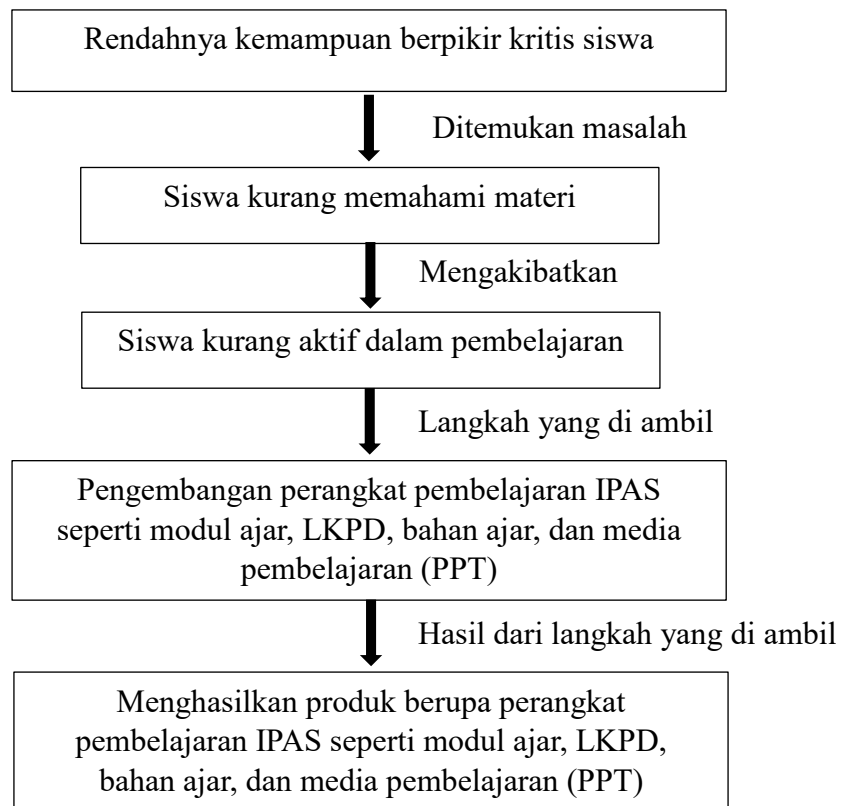 Rendahnya kemampuan berpikir kritis siswa
Ditemukan masalah
Siswa kurang memahami materi
Mengakibatkan
Siswa kurang aktif dalam pembelajaran
Langkah yang di ambil
Pengembangan perangkat pembelajaran IPAS
seperti modul ajar, LKPD, bahan ajar, dan media
pembelajaran (PPT)
Hasil dari langkah yang di ambil
Menghasilkan produk berupa perangkat
pembelajaran IPAS seperti modul ajar, LKPD,
bahan ajar, dan media pembelajaran (PPT)